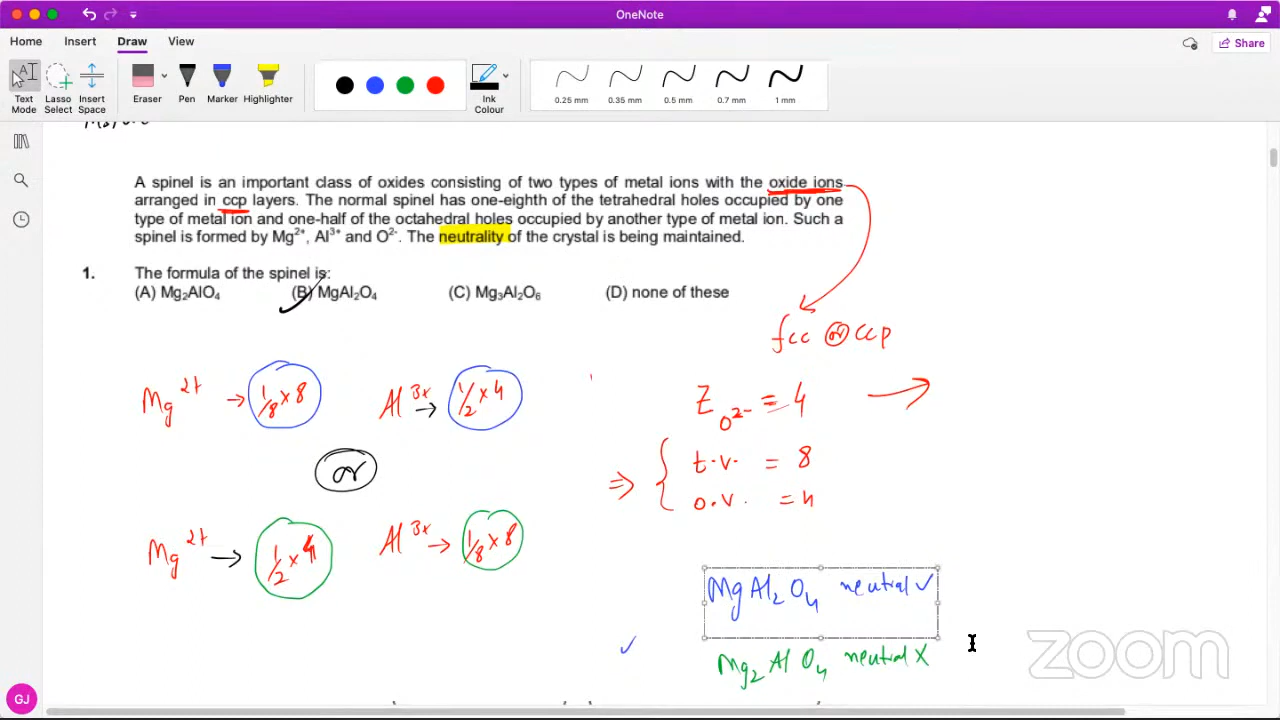 OneNote
Home Insert Draw View
Share
Text Mode
Lasso Select
Insert Space
Eraser
Pen
Marker
Highlighter
Ink Colour
0.25 mm 0.35 mm 0.5 mm 0.7 mm 1 mm
A spinel is an important class of oxides consisting of two types of metal ions with the oxide ions
arranged in ccp layers. The normal spinel has one-eighth of the tetrahedral holes occupied by one
type of metal ion and one-half of the octahedral holes occupied by another type of metal ion. Such a
spinel is formed by Mg²⁺, Al³⁺ and O²⁻. The neutrality of the crystal is being maintained.
1. The formula of the spinel is:
(A) Mg₂AlO₄ (B) MgAl₂O₄ (C) Mg₃Al₂O₆ (D) none of these
fcc or ccp
Mg²⁺ → 1/8 × 8 Al³⁺ → 1/2 × 4
Z O²⁻ = 4 →
or
⇒ { t.v. = 8
o.v. = 4
Mg²⁺ → 1/2 × 4 Al³⁺ → 1/8 × 8
MgAl₂O₄ neutral ✓
✓
Mg₂AlO₄ neutral X
zoom
GJ